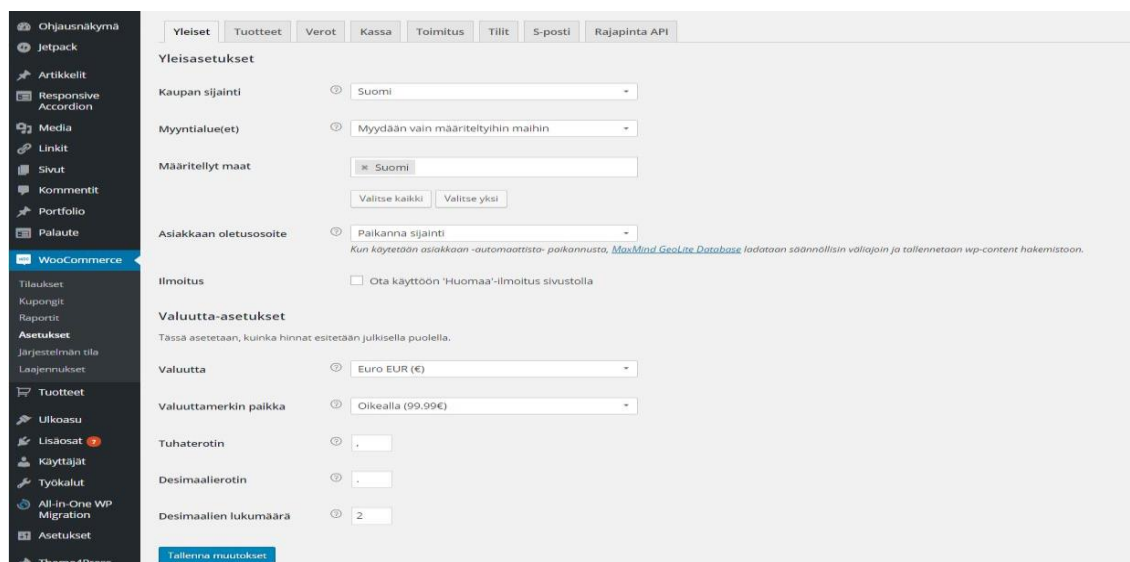 Ohjausnäkymä
Jetpack
Artikkelit
Responsive
Accordion
Media
Linkit
Sivut
Kommentit
Portfolio
Palaute
WooCommerce
Tilaukset
Kupongit
Raportit
Asetukset
Järjestelmän tila
Laajennukset
Tuotteet
Ulkoasu
Lisäosat 7
Käyttäjät
Työkalut
All-in-One WP
Migration
Asetukset
Theme4Press
Yleiset Tuotteet Verot Kassa Toimitus Tilit S-posti Rajapinta API
Yleisasetukset
Kaupan sijainti Suomi
Myyntialue(et) Myydään vain määriteltyihin maihin
Määritellyt maat × Suomi
Valitse kaikki Valitse yksi
Asiakkaan oletusosoite Paikanna sijainti
Kun käytetään asiakkaan -automaattista- paikannusta, MaxMind GeoLite Database ladataan säännöllisin väliajoin ja tallennetaan wp-content hakemistoon.
Ilmoitus Ota käyttöön 'Huomaa'-ilmoitus sivustolla
Valuutta-asetukset
Tässä asetetaan, kuinka hinnat esitetään julkisella puolella.
Valuutta Euro EUR (€)
Valuuttamerkin paikka Oikealla (99.99€)
Tuhaterotin ,
Desimaalierotin .
Desimaalien lukumäärä 2
Tallenna muutokset